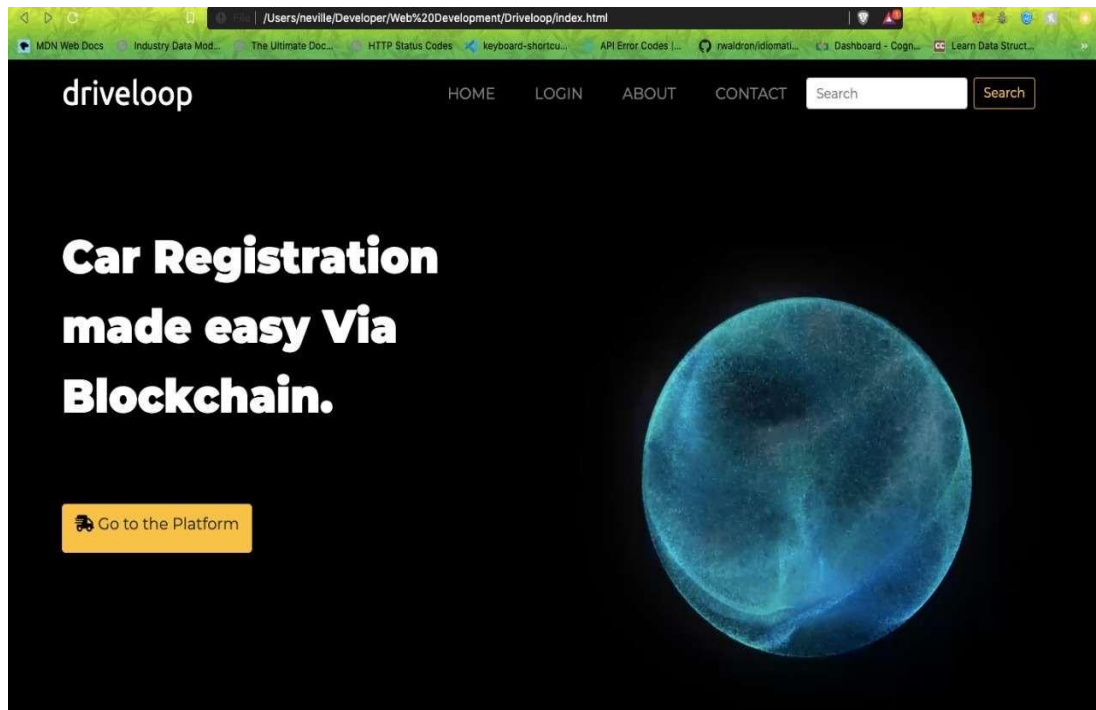 File | /Users/neville/Developer/Web%20Development/Driveloop/index.html
MDN Web Docs Industry Data Mod... The Ultimate Doc... HTTP Status Codes keyboard-shortcu... API Error Codes |... rwaldron/idiomati... Dashboard - Cogn... Learn Data Struct... »
driveloop HOME LOGIN ABOUT CONTACT Search Search
Car Registration
made easy Via
Blockchain.
Go to the Platform